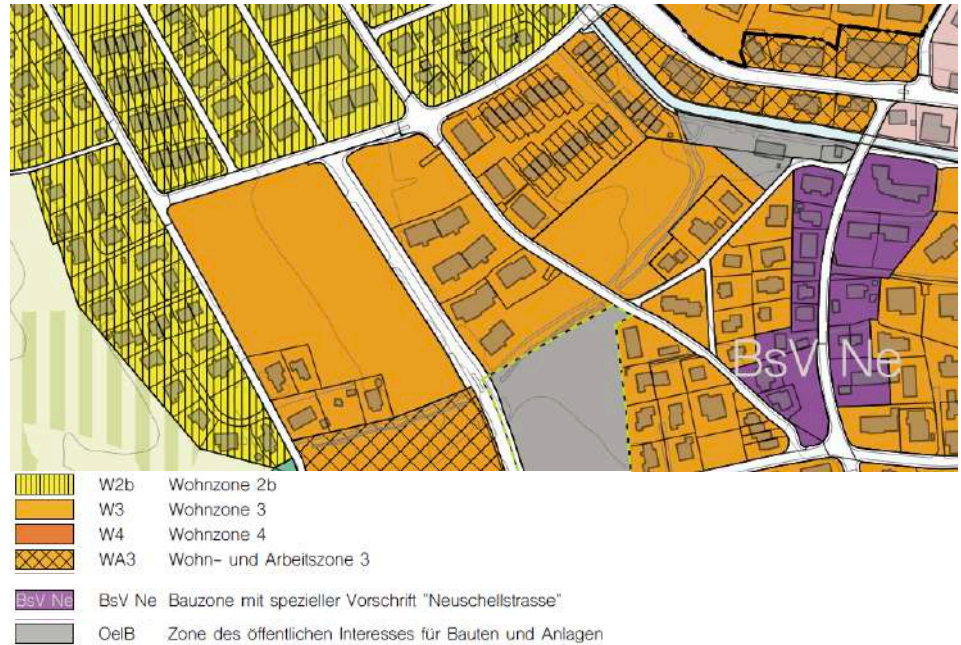 BsV Ne
W2b Wohnzone 2b
W3 Wohnzone 3
W4 Wohnzone 4
WA3 Wohn- und Arbeitszone 3
BsV Ne BsV Ne Bauzone mit spezieller Vorschrift "Neuschellstrasse"
OeIB Zone des öffentlichen Interesses für Bauten und Anlagen